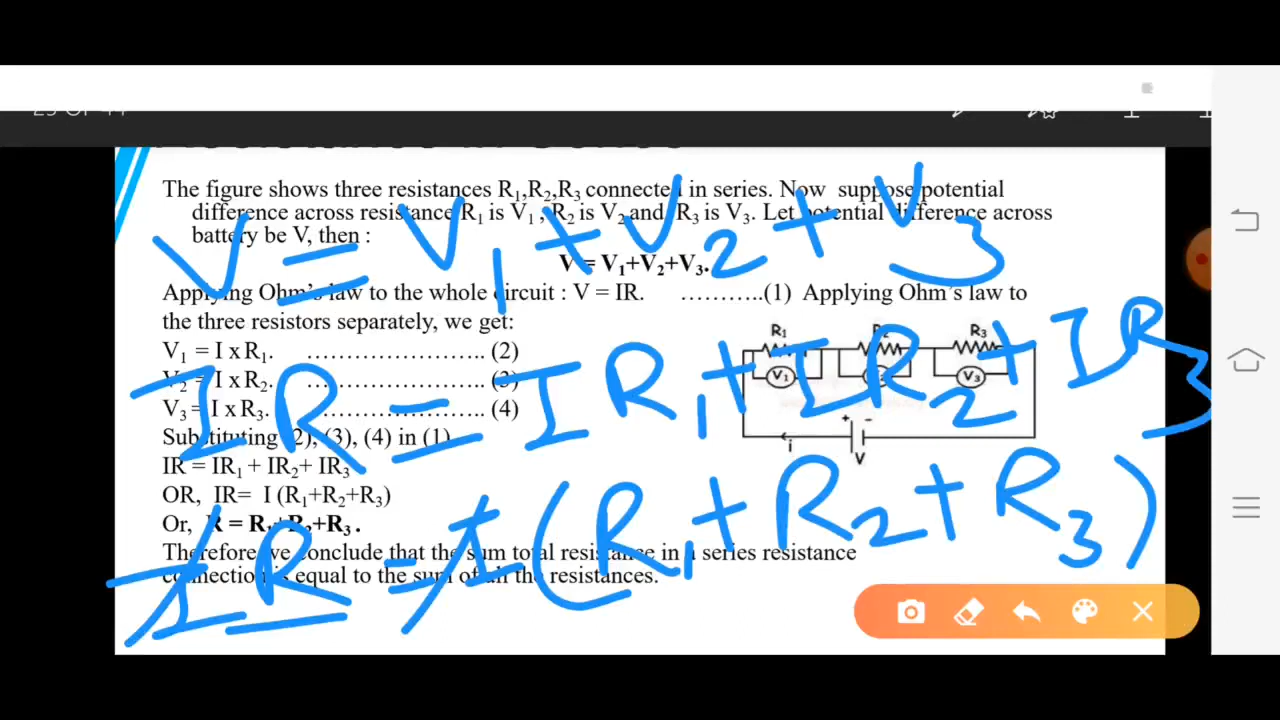 The figure shows three resistances R₁,R₂,R₃ connected in series. Now suppose potential
difference across resistance R₁ is V₁ , R₂ is V₂ and R₃ is V₃. Let potential difference across
battery be V, then :
V = V₁+V₂+V₃.
V = V₁ + V₂ + V₃
Applying Ohm's law to the whole circuit : V = IR. ………..(1) Applying Ohm's law to
the three resistors separately, we get:
V₁ = I x R₁. …………………….. (2)
V₂ = I x R₂. …………………….. (3)
V₃ = I x R₃. …………………….. (4)
R₁ R₂ R₃
V₁ V₃
+ -
i
V
IR = IR₁ + IR₂ + IR₃
Substituting (2), (3), (4) in (1)
IR = IR₁ + IR₂+ IR₃
OR, IR= I (R₁+R₂+R₃)
Or, R = R₁+R₂+R₃ .
IR = I (R₁ + R₂ + R₃)
Therefore we conclude that the sum total resistance in a series resistance
connection is equal to the sum of all the resistances.